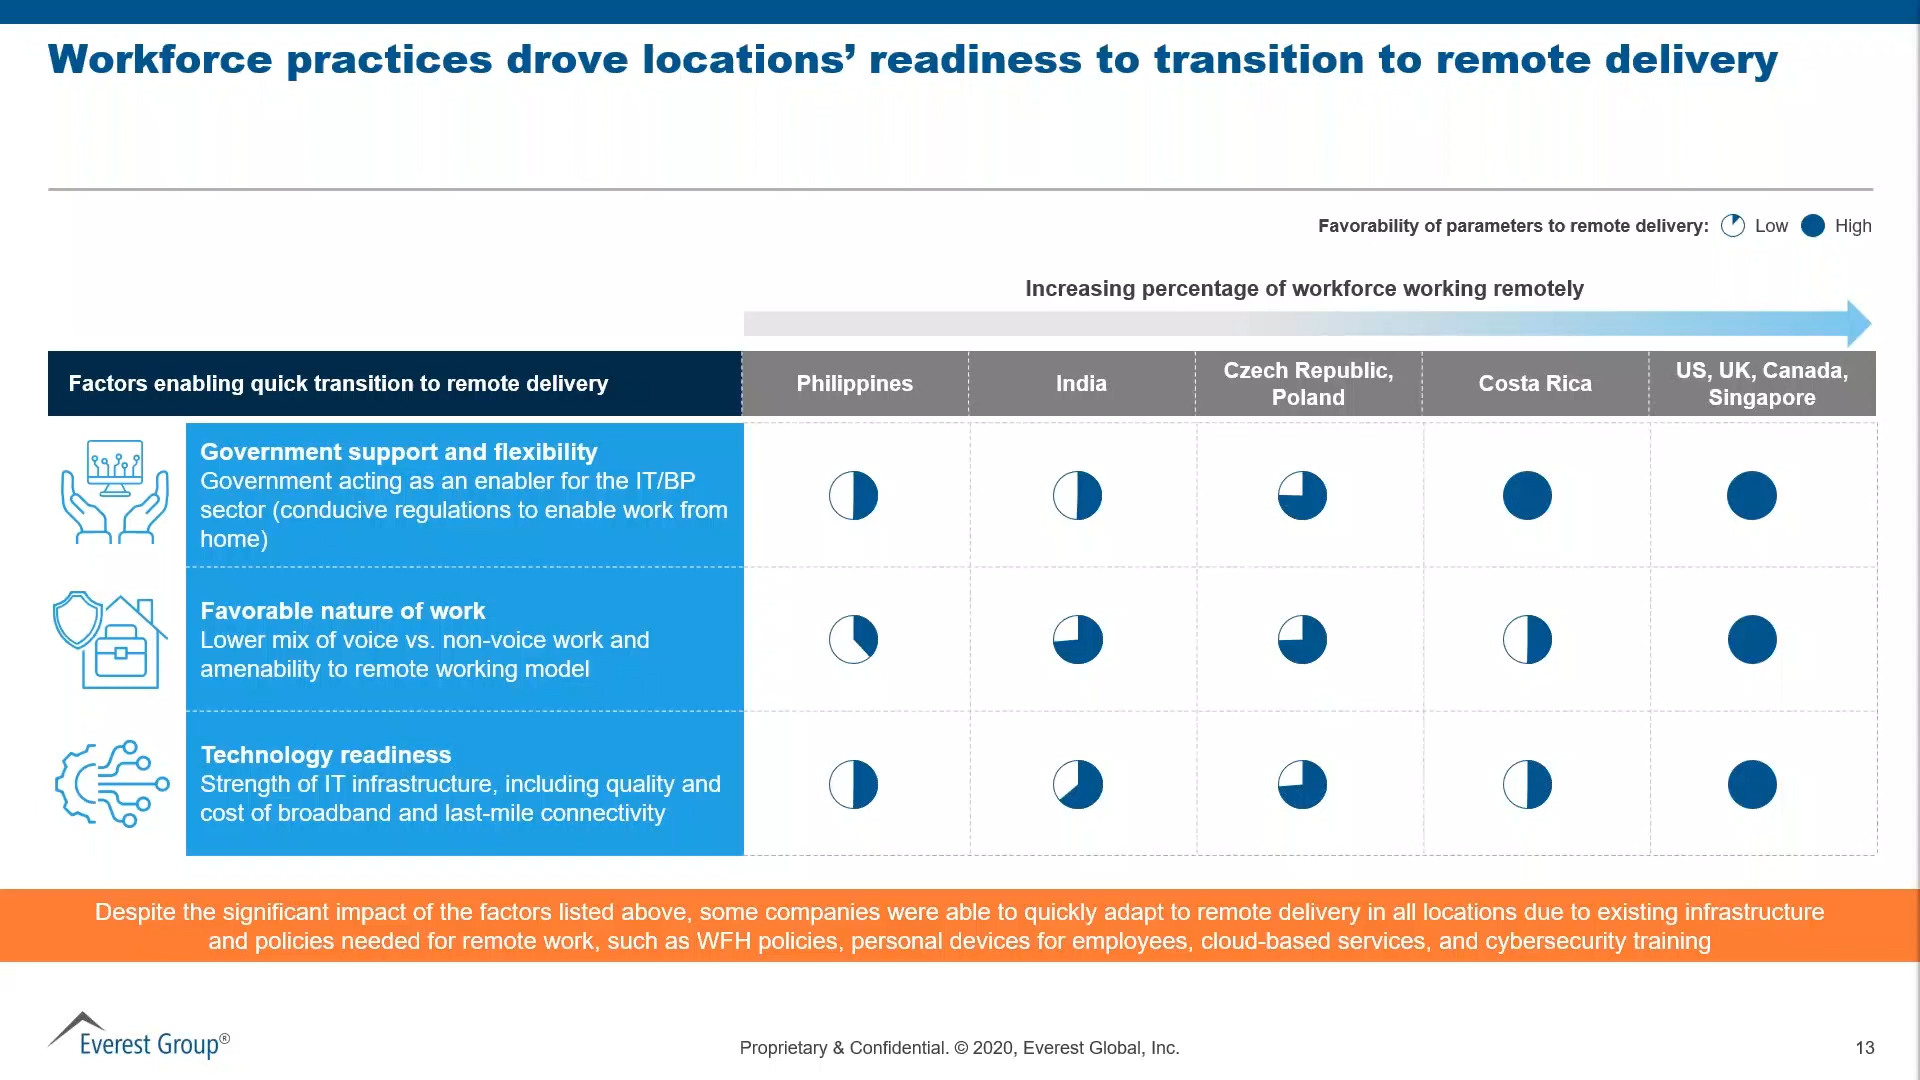 Workforce practices drove locations’ readiness to transition to remote delivery
Favorability of parameters to remote delivery: Low High
Increasing percentage of workforce working remotely
Factors enabling quick transition to remote delivery
Philippines
India
Czech Republic,
Poland
Costa Rica
US, UK, Canada,
Singapore
Government support and flexibility
Government acting as an enabler for the IT/BP
sector (conducive regulations to enable work from
home)
Favorable nature of work
Lower mix of voice vs. non-voice work and
amenability to remote working model
Technology readiness
Strength of IT infrastructure, including quality and
cost of broadband and last-mile connectivity
Despite the significant impact of the factors listed above, some companies were able to quickly adapt to remote delivery in all locations due to existing infrastructure
and policies needed for remote work, such as WFH policies, personal devices for employees, cloud-based services, and cybersecurity training
Everest Group®
Proprietary & Confidential. © 2020, Everest Global, Inc.
13